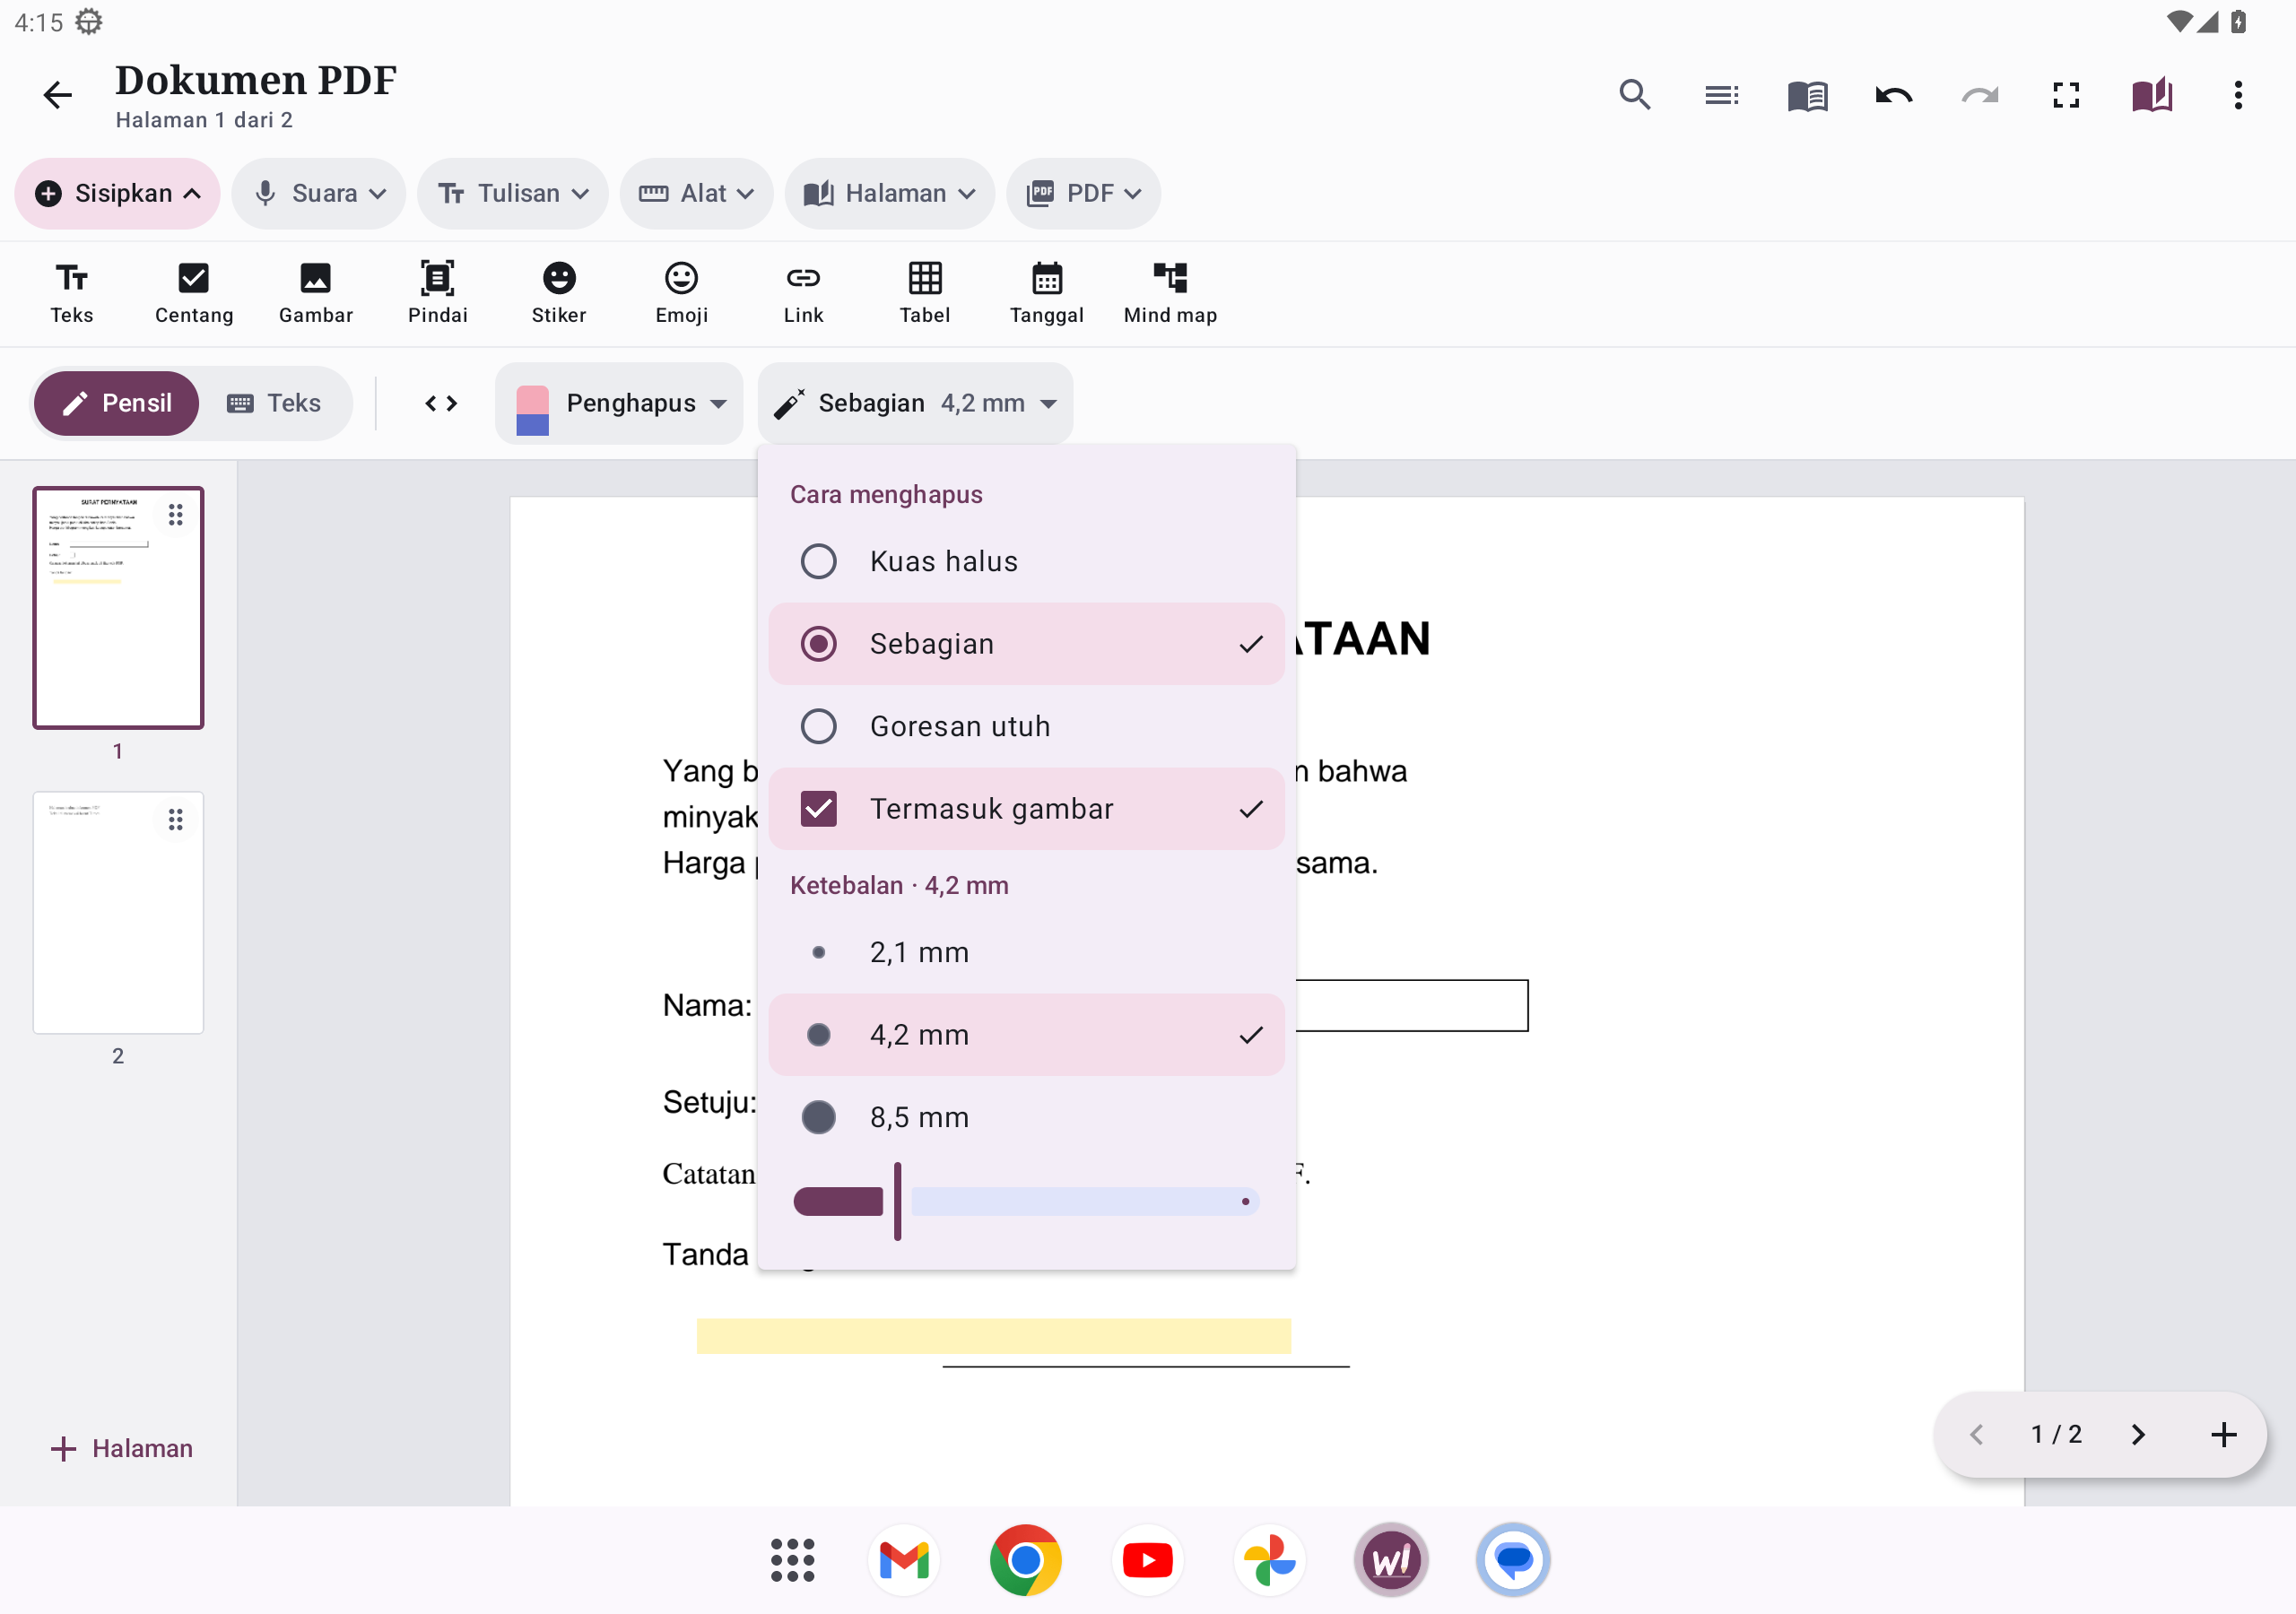 4:15
Dokumen PDF
Halaman 1 dari 2
Sisipkan
Suara
Tulisan
Alat
Halaman
PDF
Teks
Centang
Gambar
Pindai
Stiker
Emoji
Link
Tabel
Tanggal
Mind map
Pensil
Teks
Penghapus
Sebagian 4,2 mm
SURAT PERNYATAAN
1
2
Halaman
Cara menghapus
Kuas halus
Sebagian
Goresan utuh
Termasuk gambar
Ketebalan · 4,2 mm
2,1 mm
4,2 mm
8,5 mm
ATAAN
Yang b
n bahwa
minyak
Harga
sama.
Nama:
Setuju:
Catatan
F.
Tanda
1 / 2